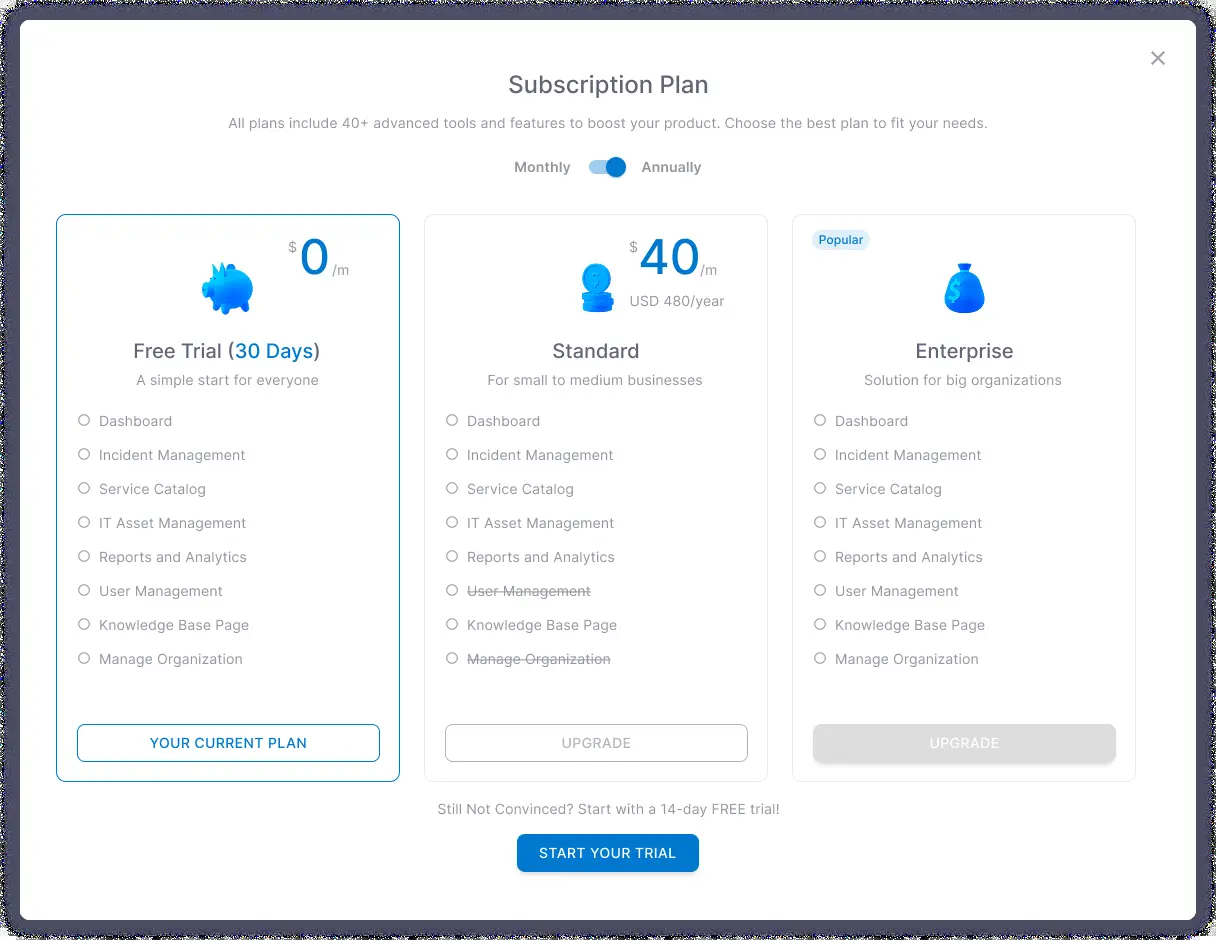 Subscription Plan
All plans include 40+ advanced tools and features to boost your product. Choose the best plan to fit your needs.
Monthly Annually
$0/m
Free Trial (30 Days)
A simple start for everyone
Dashboard
Incident Management
Service Catalog
IT Asset Management
Reports and Analytics
User Management
Knowledge Base Page
Manage Organization
YOUR CURRENT PLAN
$40/m
USD 480/year
Standard
For small to medium businesses
Dashboard
Incident Management
Service Catalog
IT Asset Management
Reports and Analytics
User Management
Knowledge Base Page
Manage Organization
UPGRADE
Popular
$
Enterprise
Solution for big organizations
Dashboard
Incident Management
Service Catalog
IT Asset Management
Reports and Analytics
User Management
Knowledge Base Page
Manage Organization
UPGRADE
Still Not Convinced? Start with a 14-day FREE trial!
START YOUR TRIAL